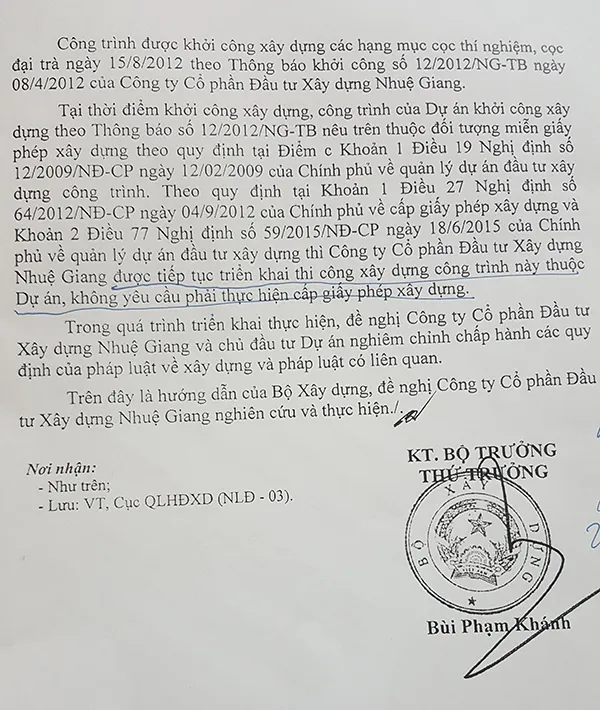 Công trình được khởi công xây dựng các hạng mục cọc thí nghiệm, cọc
đại trà ngày 15/8/2012 theo Thông báo khởi công số 12/2012/NG-TB ngày
08/4/2012 của Công ty Cổ phần Đầu tư Xây dựng Nhuệ Giang.
Tại thời điểm khởi công xây dựng, công trình của Dự án khởi công xây
dựng theo Thông báo số 12/2012/NG-TB nêu trên thuộc đối tượng miễn giấy
phép xây dựng theo quy định tại Điểm c Khoản 1 Điều 19 Nghị định số
12/2009/NĐ-CP ngày 12/02/2009 của Chính phủ về quản lý dự án đầu tư xây
dựng công trình. Theo quy định tại Khoản 1 Điều 27 Nghị định số
64/2012/NĐ-CP ngày 04/9/2012 của Chính phủ về cấp giấy phép xây dựng và
Khoản 2 Điều 77 Nghị định số 59/2015/NĐ-CP ngày 18/6/2015 của Chính
phủ về quản lý dự án đầu tư xây dựng thì Công ty Cổ phần Đầu tư Xây dựng
Nhuệ Giang được tiếp tục triển khai thi công xây dựng công trình này thuộc
Dự án, không yêu cầu phải thực hiện cấp giấy phép xây dựng.
Trong quá trình triển khai thực hiện, đề nghị Công ty Cổ phần Đầu tư
Xây dựng Nhuệ Giang và chủ đầu tư Dự án nghiêm chỉnh chấp hành các quy
định của pháp luật về xây dựng và pháp luật có liên quan.
Trên đây là hướng dẫn của Bộ Xây dựng, đề nghị Công ty Cổ phần Đầu
tư Xây dựng Nhuệ Giang nghiên cứu và thực hiện./.
KT. BỘ TRƯỞNG
THỨ TRƯỞNG
Nơi nhận:
- Như trên;
- Lưu: VT, Cục QLHĐXD (NLĐ - 03).
BỘ XÂY DỰNG
Bùi Phạm Khánh